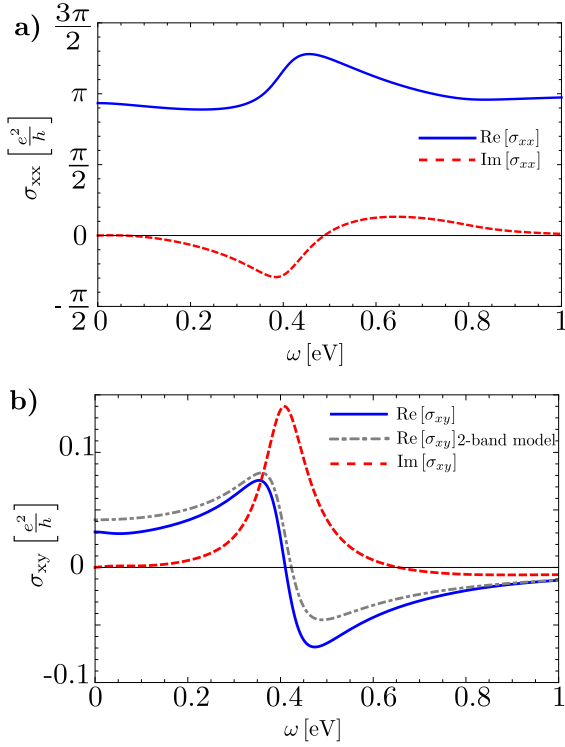 a)
3π/2
π
π/2
0
-π/2
σxx [e²/h]
Re [σxx]
Im [σxx]
0 0.2 0.4 0.6 0.8 1
ω [eV]
b)
0.1
0
-0.1
σxy [e²/h]
Re [σxy]
Re [σxy]2-band model
Im [σxy]
0 0.2 0.4 0.6 0.8 1
ω [eV]